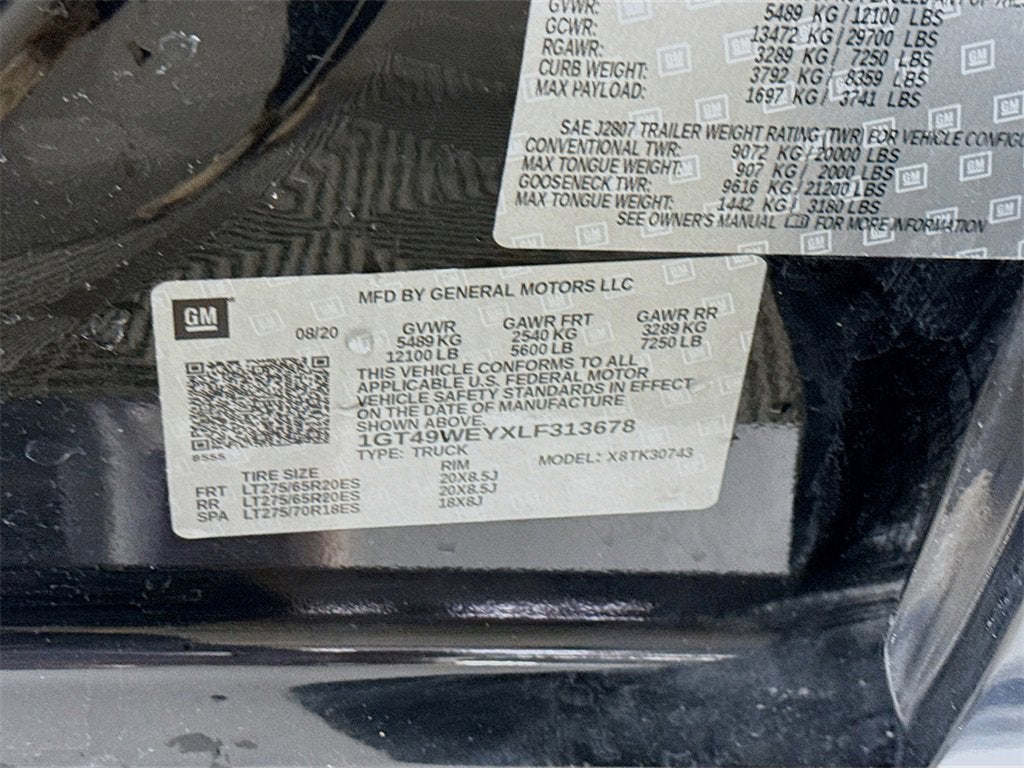 GVWR: 5489 KG/12100 LBS
GCWR: 13472 KG/29700 LBS
RGAWR: 3289 KG/ 7250 LBS
CURB WEIGHT: 3792 KG/ 8359 LBS
MAX PAYLOAD: 1697 KG/ 3741 LBS
SAE J2807 TRAILER WEIGHT RATING (TWR) FOR VEHICLE CONFIGU
CONVENTIONAL TWR: 9072 KG/20000 LBS
MAX TONGUE WEIGHT: 907 KG/ 2000 LBS
GOOSENECK TWR: 9616 KG/21200 LBS
MAX TONGUE WEIGHT: 1442 KG/ 3180 LBS
SEE OWNER'S MANUAL FOR MORE INFORMATION
GM
MFD BY GENERAL MOTORS LLC
08/20
GVWR GAWR FRT GAWR RR
5489 KG 2540 KG 3289 KG
12100 LB 5600 LB 7250 LB
THIS VEHICLE CONFORMS TO ALL
APPLICABLE U.S. FEDERAL MOTOR
VEHICLE SAFETY STANDARDS IN EFFECT
ON THE DATE OF MANUFACTURE
SHOWN ABOVE.
1GT49WEYXLF313678
TYPE: TRUCK MODEL: X8TK30743
TIRE SIZE RIM
FRT LT275/65R20ES 20X8.5J
RR LT275/65R20ES 20X8.5J
SPA LT275/70R18ES 18X8J